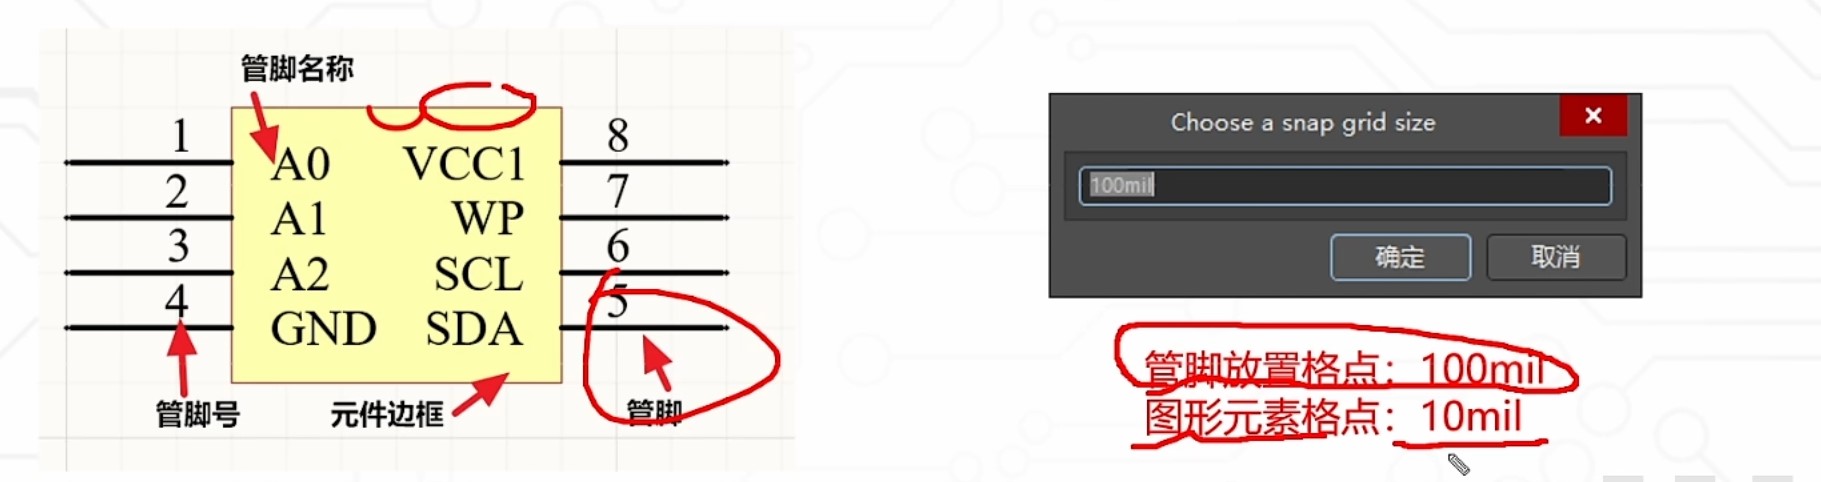 管脚名称
1
A0
VCC1
8
2
A1
WP
7
3
A2
SCL
6
4
GND
SDA
5
管脚号
元件边框
管脚
Choose a snap grid size
100mil
确定
取消
管脚放置格点：100mil
图形元素格点：10mil